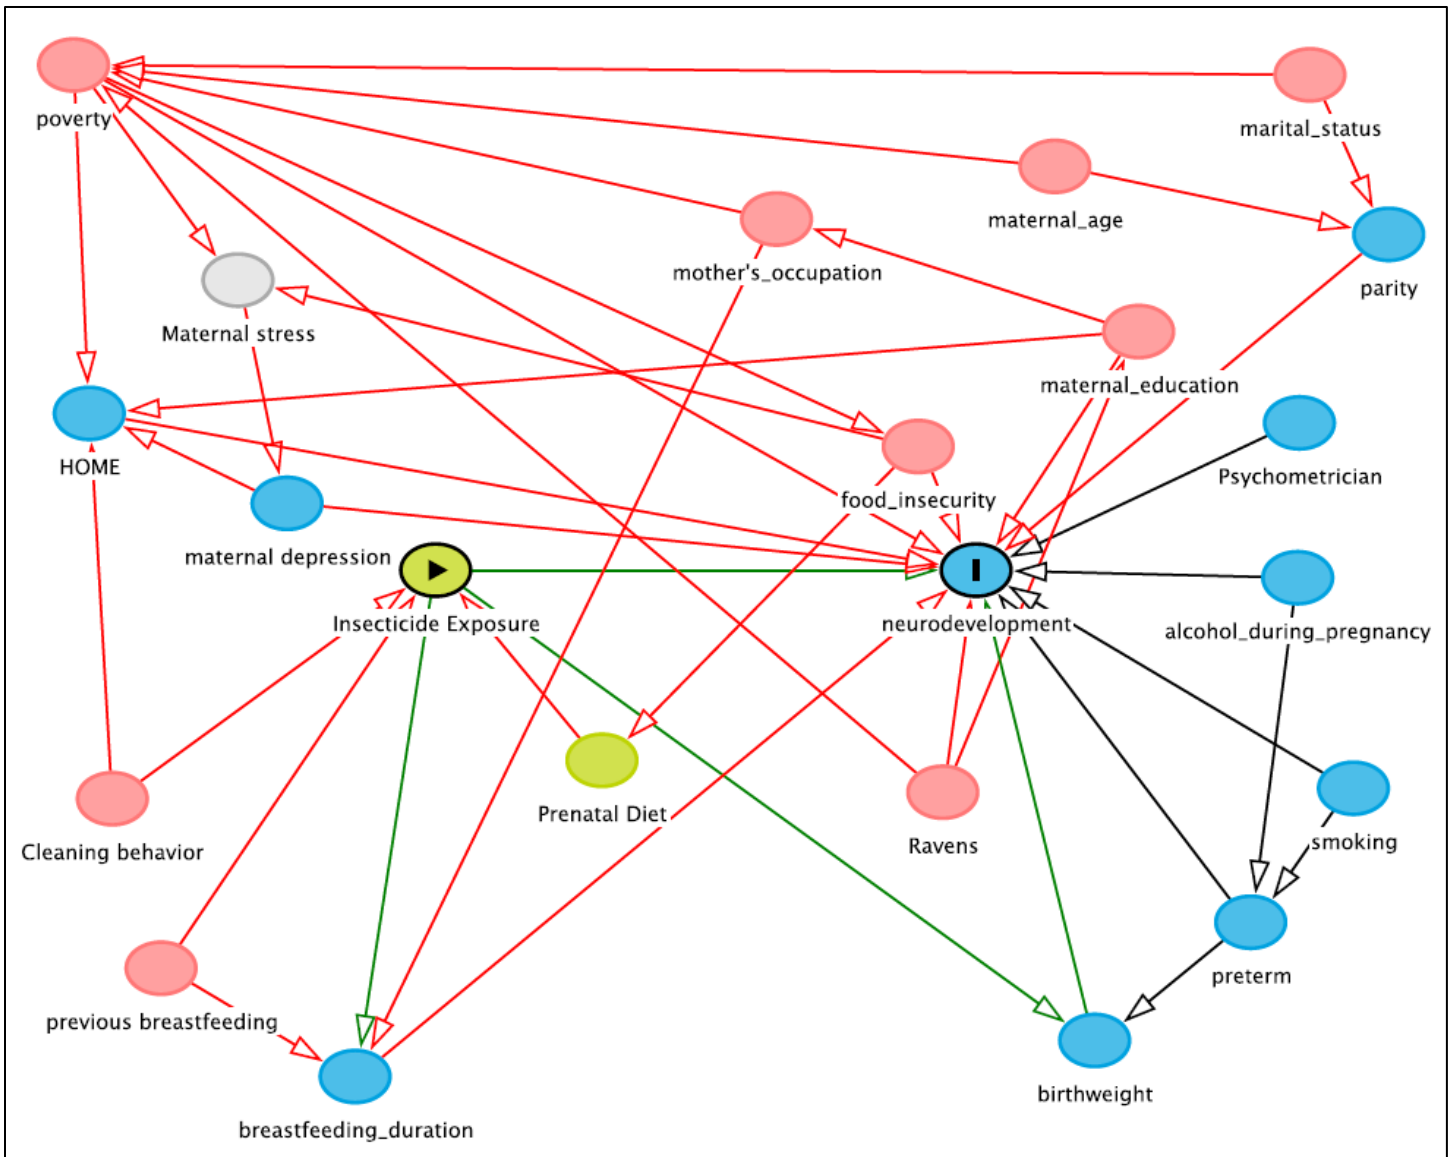 poverty
marital_status
maternal_age
mother's_occupation
parity
Maternal stress
maternal_education
HOME
Psychometrician
food_insecurity
maternal depression
Insecticide Exposure
neurodevelopment
alcohol_during_pregnancy
Prenatal Diet
Ravens
smoking
Cleaning behavior
preterm
previous breastfeeding
birthweight
breastfeeding_duration